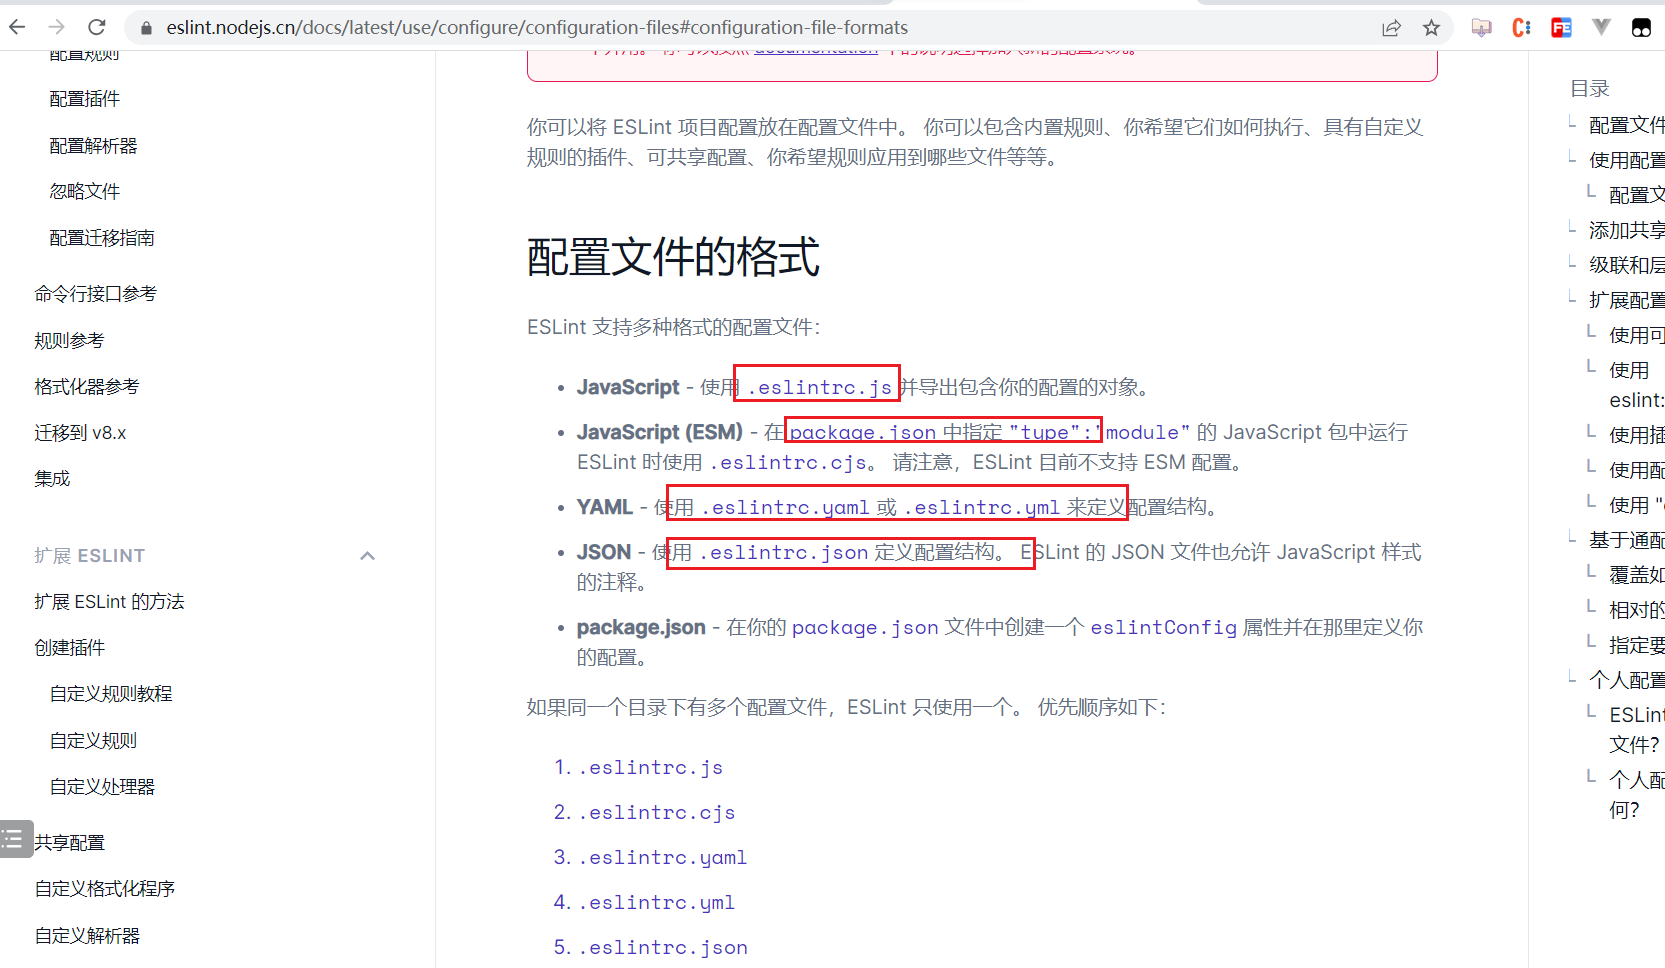 eslint.nodejs.cn/docs/latest/use/configure/configuration-files#configuration-file-formats
配置规则
配置插件
配置解析器
忽略文件
配置迁移指南
命令行接口参考
规则参考
格式化器参考
迁移到 v8.x
集成
扩展 ESLINT
扩展 ESLint 的方法
创建插件
自定义规则教程
自定义规则
自定义处理器
共享配置
自定义格式化程序
自定义解析器
documentation
你可以将 ESLint 项目配置放在配置文件中。 你可以包含内置规则、你希望它们如何执行、具有自定义
规则的插件、可共享配置、你希望规则应用到哪些文件等等。
配置文件的格式
ESLint 支持多种格式的配置文件：
• JavaScript - 使用 .eslintrc.js 并导出包含你的配置的对象。
• JavaScript (ESM) - 在 package.json 中指定 "type":"module" 的 JavaScript 包中运行
ESLint 时使用 .eslintrc.cjs。 请注意，ESLint 目前不支持 ESM 配置。
• YAML - 使用 .eslintrc.yaml 或 .eslintrc.yml 来定义配置结构。
• JSON - 使用 .eslintrc.json 定义配置结构。 ESLint 的 JSON 文件也允许 JavaScript 样式
的注释。
• package.json - 在你的 package.json 文件中创建一个 eslintConfig 属性并在那里定义你
的配置。
如果同一个目录下有多个配置文件，ESLint 只使用一个。 优先顺序如下：
1. .eslintrc.js
2. .eslintrc.cjs
3. .eslintrc.yaml
4. .eslintrc.yml
5. .eslintrc.json
目录
配置文件
使用配置
配置文
添加共享
级联和层
扩展配置
使用可
使用
eslint:
使用插
使用配
使用 "
基于通配
覆盖如
相对的
指定要
个人配置
ESLint
文件？
个人配
何？